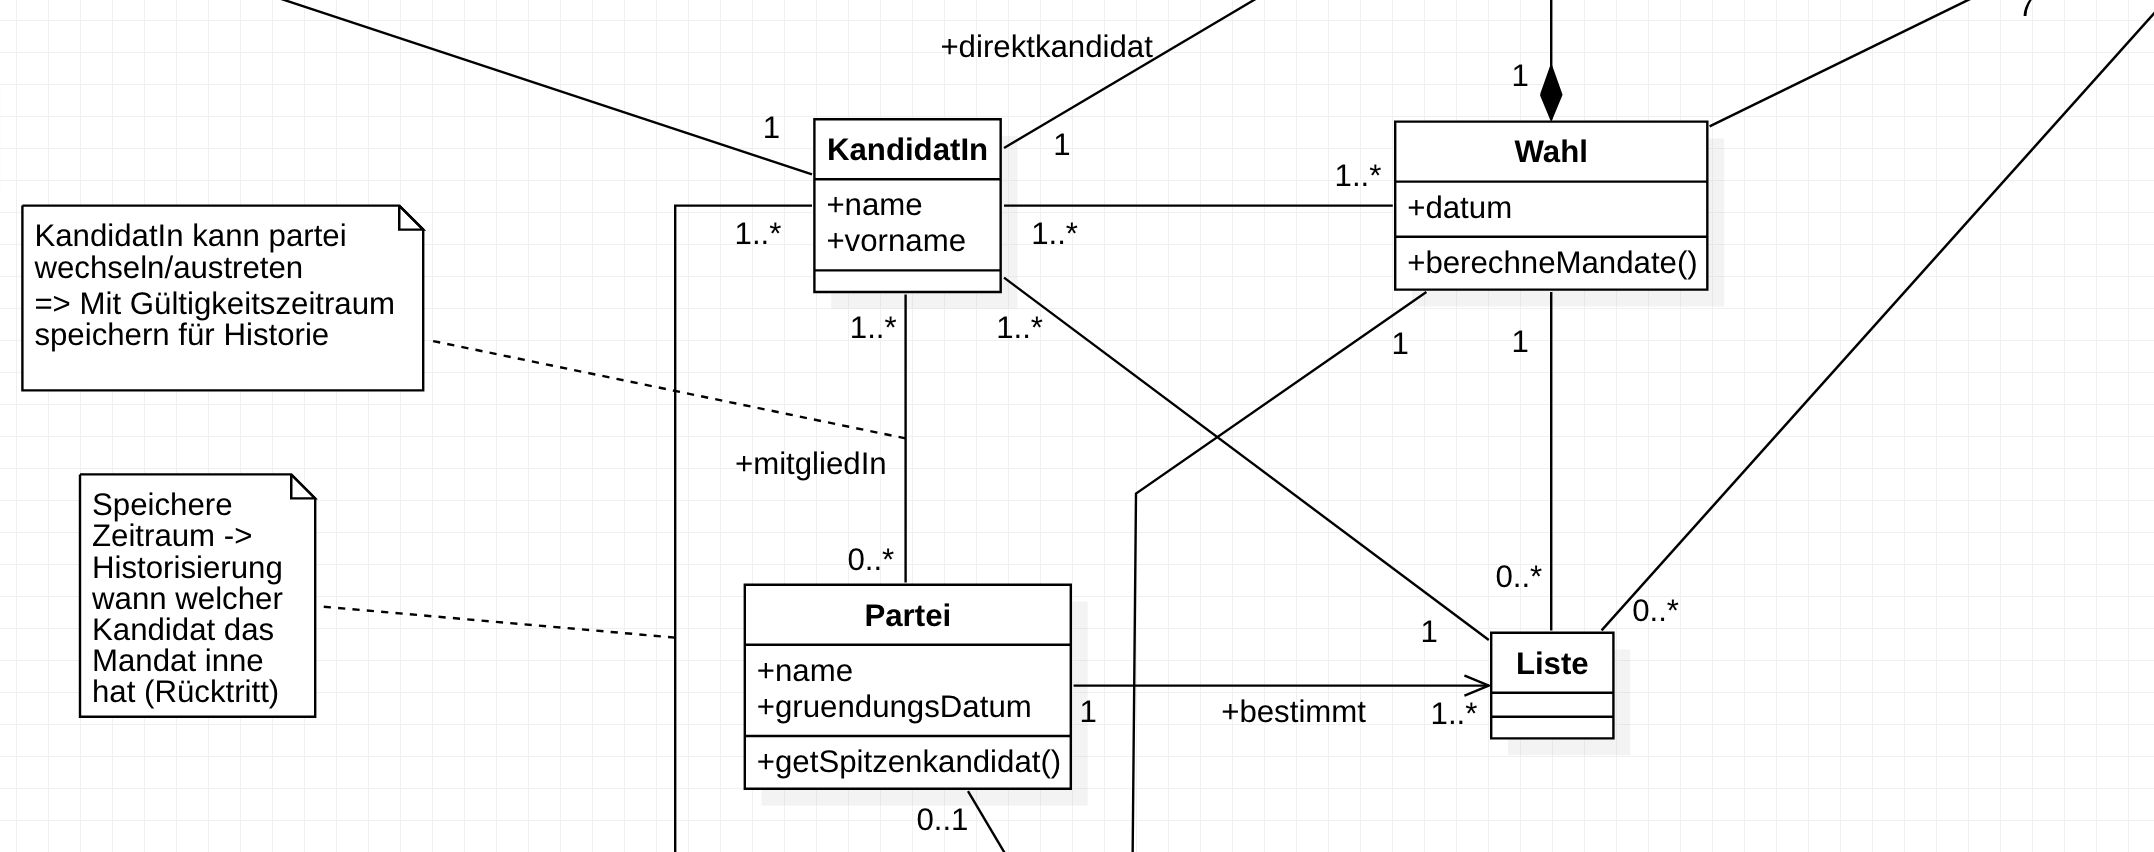 +direktkandidat
1
1
KandidatIn
+name
+vorname
1
1..*
1..*
1..*
Wahl
+datum
+berechneMandate()
KandidatIn kann partei
wechseln/austreten
=> Mit Gültigkeitszeitraum
speichern für Historie
1..*
1..*
1
1
+mitgliedIn
Speichere
Zeitraum ->
Historisierung
wann welcher
Kandidat das
Mandat inne
hat (Rücktritt)
0..*
0..*
0..*
1
Partei
+name
+gruendungsDatum
+getSpitzenkandidat()
Liste
1
+bestimmt
1..*
0..1